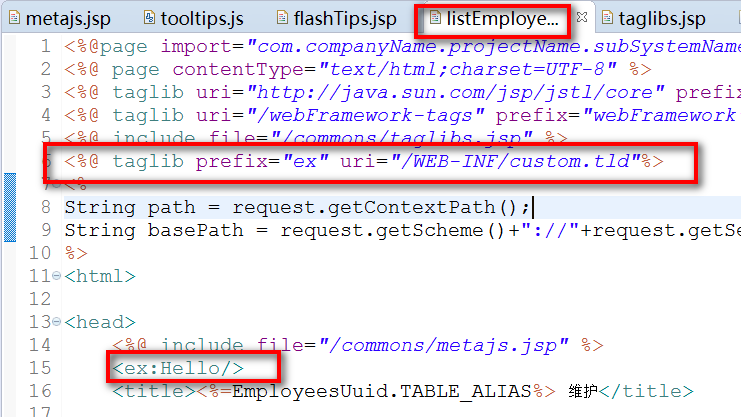 metajs.jsp tooltips.js flashTips.jsp listEmploye... taglibs.jsp
1 <%@page import="com.companyName.projectName.subSystemName
2 <%@ page contentType="text/html;charset=UTF-8" %>
3 <%@ taglib uri="http://java.sun.com/jsp/jstl/core" prefix
4 <%@ taglib uri="/webFramework-tags" prefix="webFramework
5 <%@ include file="/commons/taglibs.jsp" %>
6 <%@ taglib prefix="ex" uri="/WEB-INF/custom.tld"%>
7 <%
8 String path = request.getContextPath();
9 String basePath = request.getScheme()+"://"+request.getSe
10 %>
11 <html>
12
13 <head>
14 <%@ include file="/commons/metajs.jsp" %>
15 <ex:Hello/>
16 <title><%=EmployeesUuid.TABLE_ALIAS%> 维护</title>
17